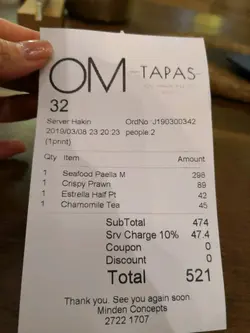 OM -TAPAS-
32
Server Hakin OrdNo J190300342
2019/03/08 23 20:23 people 2
(1print)
Qty Item Amount
1 Seafood Paella M 298
1 Crispy Prawn 89
1 Estrella Half Pt 42
1 Chamomile Tea 45
SubTotal 474
Srv Charge 10% 47.4
Coupon 0
Discount 0
Total 521
Thank you. See you again soon.
Minden Concepts
2722 1707